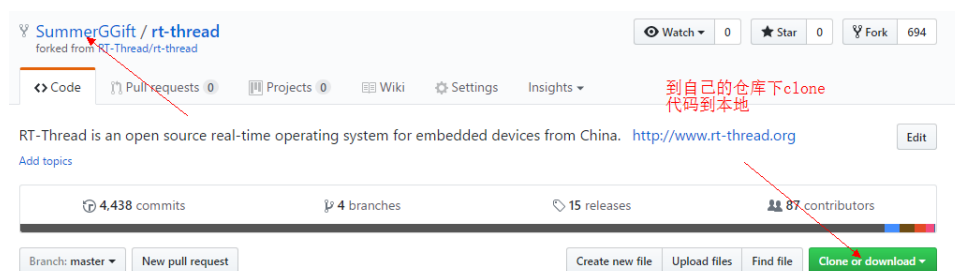 SummerGGift / rt-thread
forked from RT-Thread/rt-thread
Watch 0 Star 0 Fork 694
Code Pull requests 0 Projects 0 Wiki Settings Insights
到自己的仓库下clone
代码到本地
RT-Thread is an open source real-time operating system for embedded devices from China. http://www.rt-thread.org Edit
Add topics
4,438 commits 4 branches 15 releases 87 contributors
Branch: master New pull request Create new file Upload files Find file Clone or download